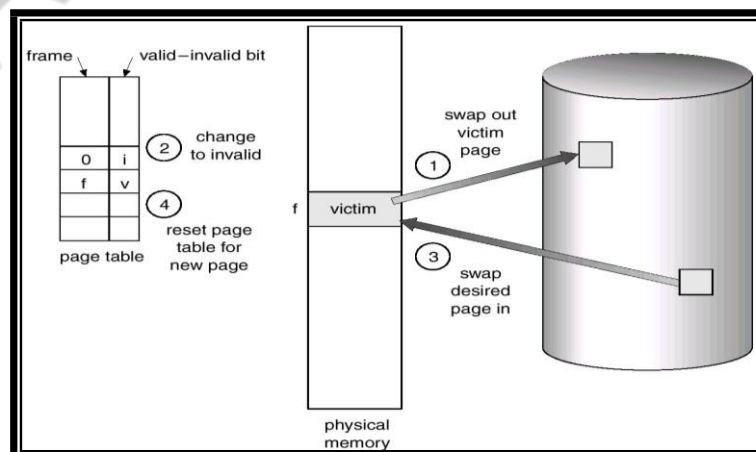 frame
valid–invalid bit
0 i
f v
page table
2
change
to invalid
4
reset page
table for
new page
f
victim
physical
memory
swap out
victim
page
1
3
swap
desired
page in